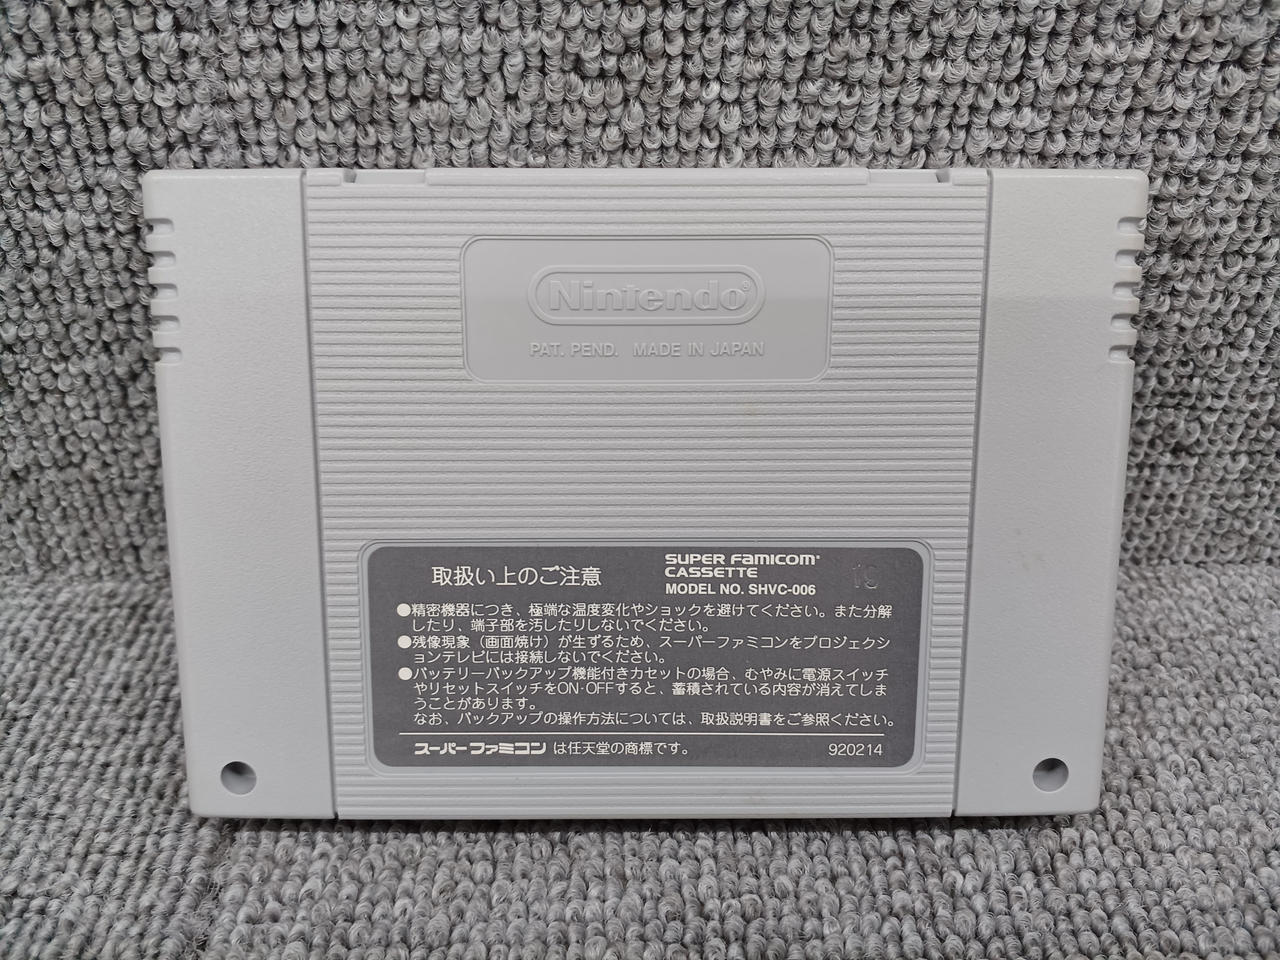 Nintendo®
PAT. PEND. MADE IN JAPAN
取扱い上のご注意
SUPER FAMICOM®
CASSETTE
MODEL NO. SHVC-006
●精密機器につき、極端な温度変化やショックを避けてください。また分解
したり、端子部を汚したりしないでください。
●残像現象（画面焼け）が生ずるため、スーパーファミコンをプロジェクシ
ョンテレビには接続しないでください。
●バッテリーバックアップ機能付きカセットの場合、むやみに電源スイッチ
やリセットスイッチをON・OFFすると、蓄積されている内容が消えてしま
うことがあります。
なお、バックアップの操作方法については、取扱説明書をご参照ください。
スーパーファミコン は任天堂の商標です。
920214